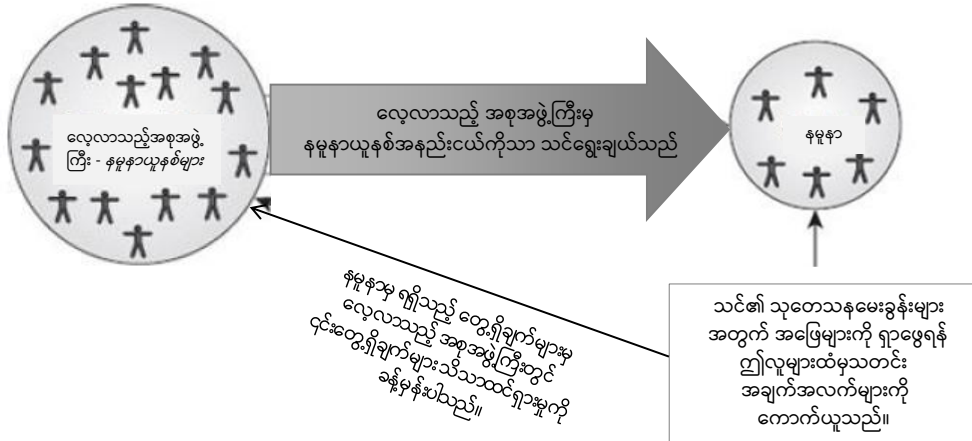 လေ့လာသည့်အစုအဖွဲ့
ကြီး - နမူနာယူနစ်များ
လေ့လာသည့် အစုအဖွဲ့ကြီးမှ
နမူနာယူနစ်အနည်းငယ်ကိုသာ သင်ရွေးချယ်သည်
နမူနာ
နမူနာမှ ရရှိသည့် တွေ့ရှိချက်များမှ
လေ့လာသည့် အစုအဖွဲ့ကြီးတွင်
၎င်းတွေ့ရှိချက်များသိသာထင်ရှားမှုကို
ခန့်မှန်းပါသည်။
သင်၏ သုတေသနမေးခွန်းများ
အတွက် အဖြေများကို ရှာဖွေရန်
ဤလူများထံမှသတင်း
အချက်အလက်များကို
ကောက်ယူသည်။